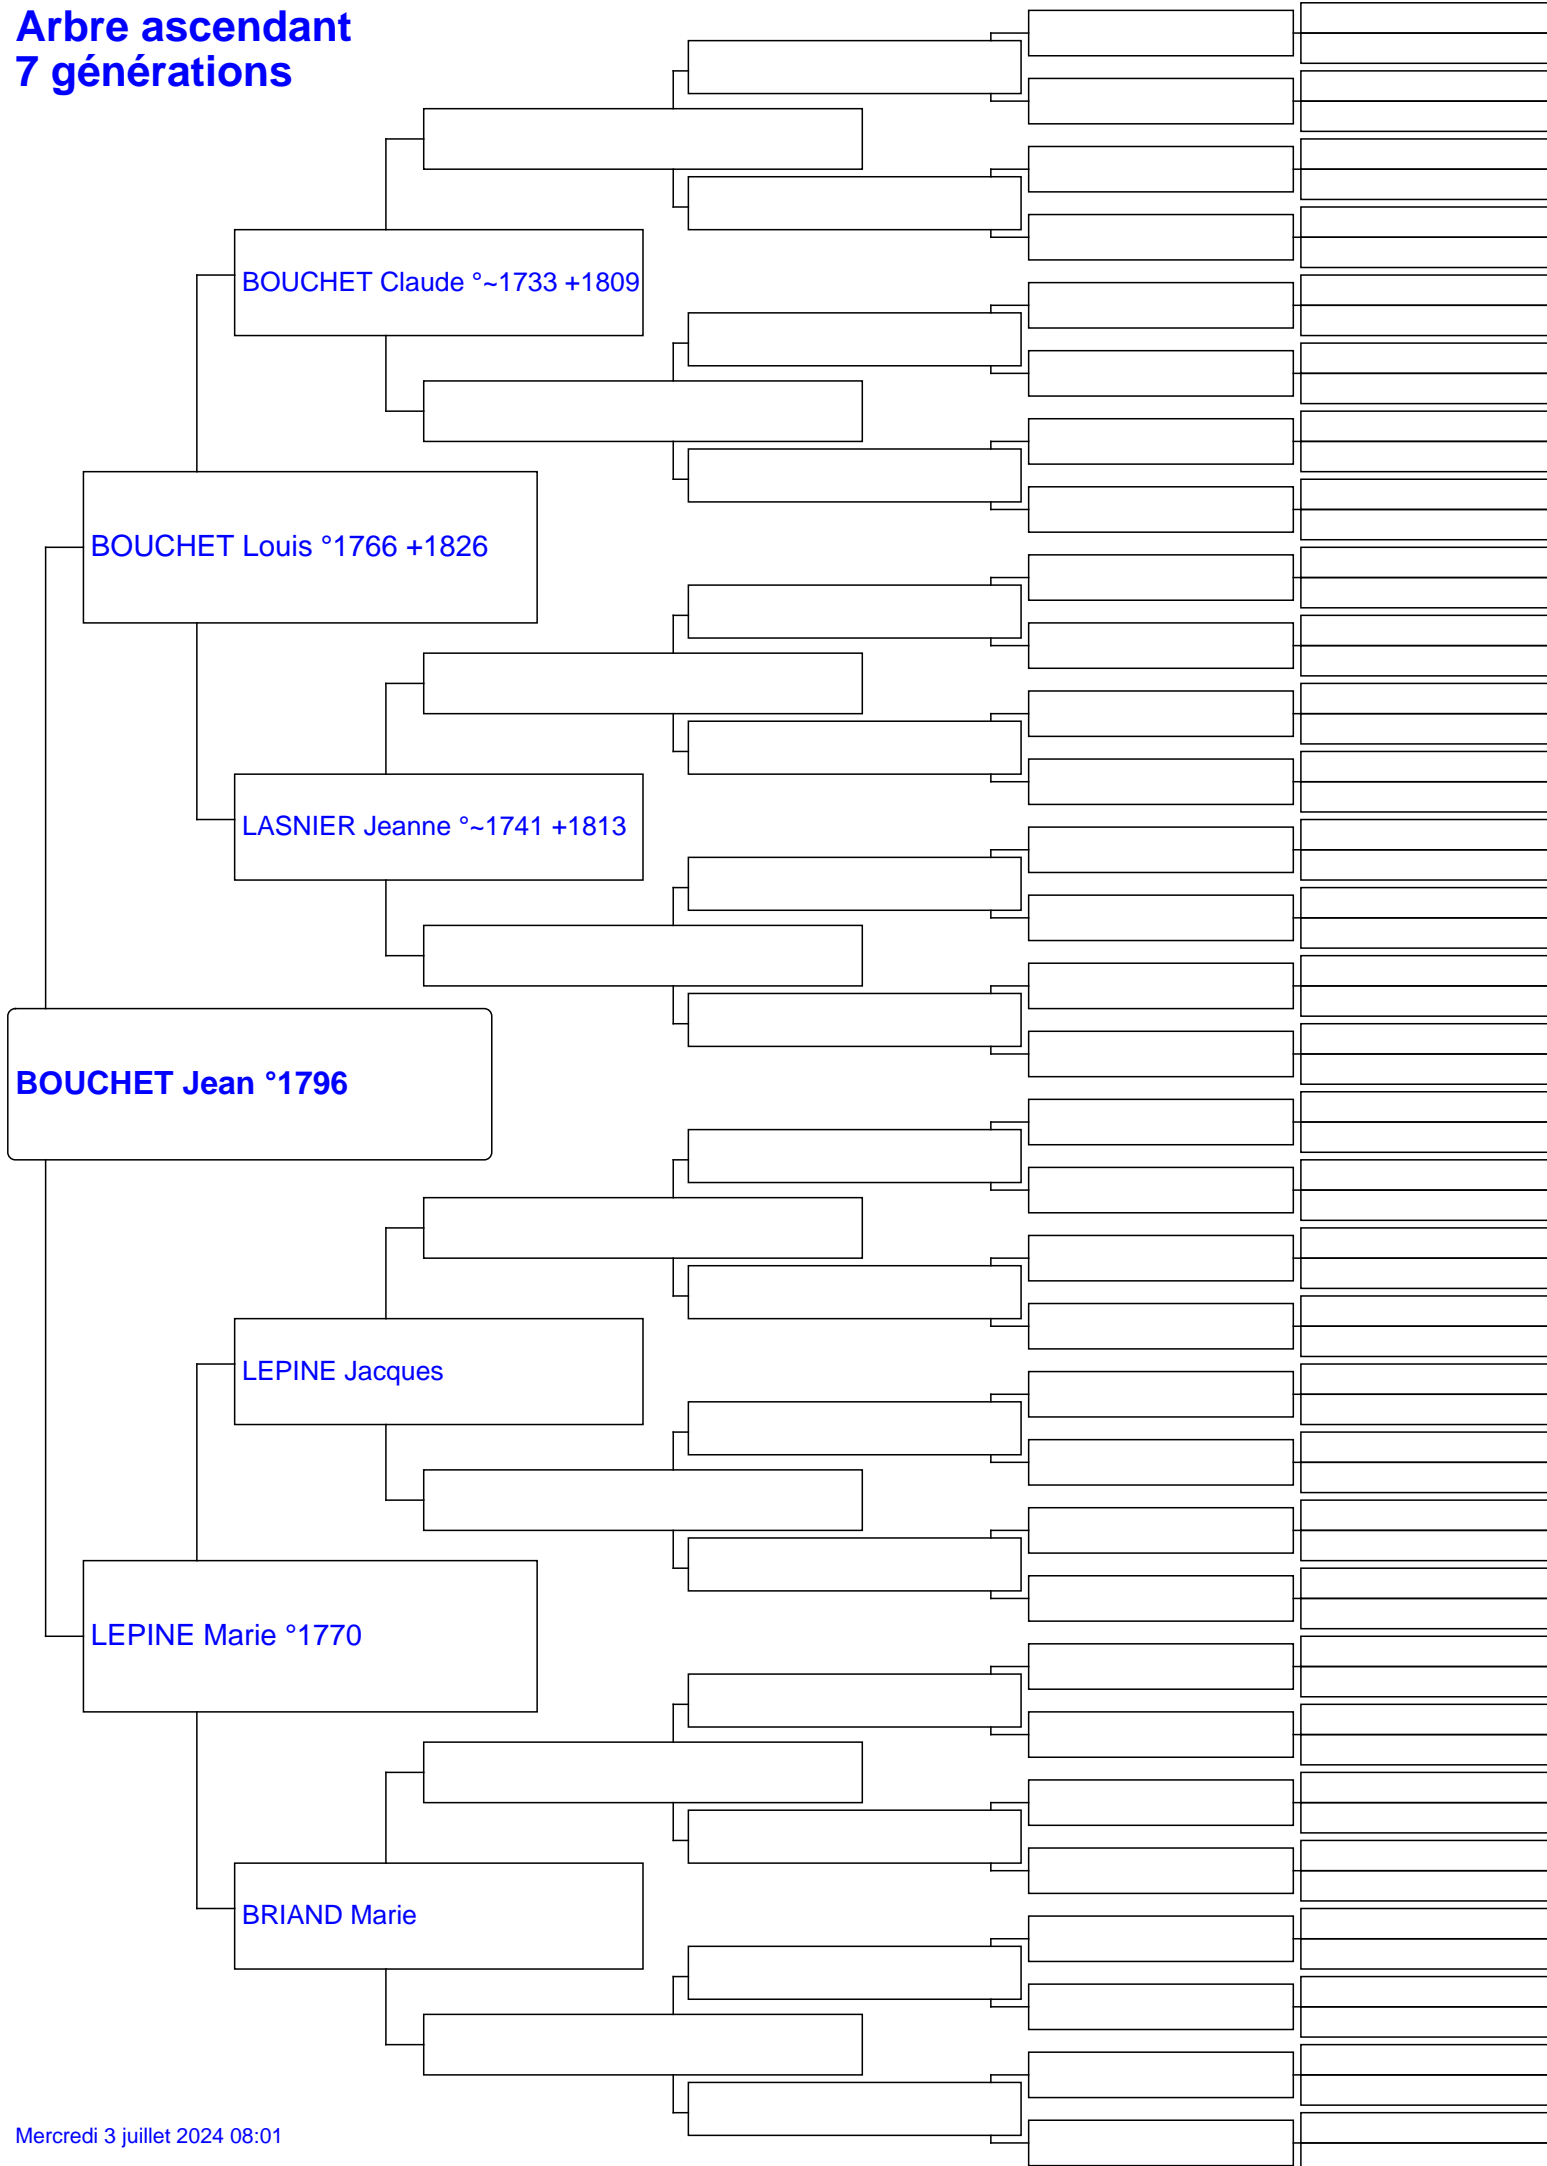 Arbre ascendant
7 générations
BOUCHET Claude °~1733 +1809
BOUCHET Louis °1766 +1826
LASNIER Jeanne °~1741 +1813
BOUCHET Jean °1796
LEPINE Jacques
LEPINE Marie °1770
BRIAND Marie
Mercredi 3 juillet 2024 08:01